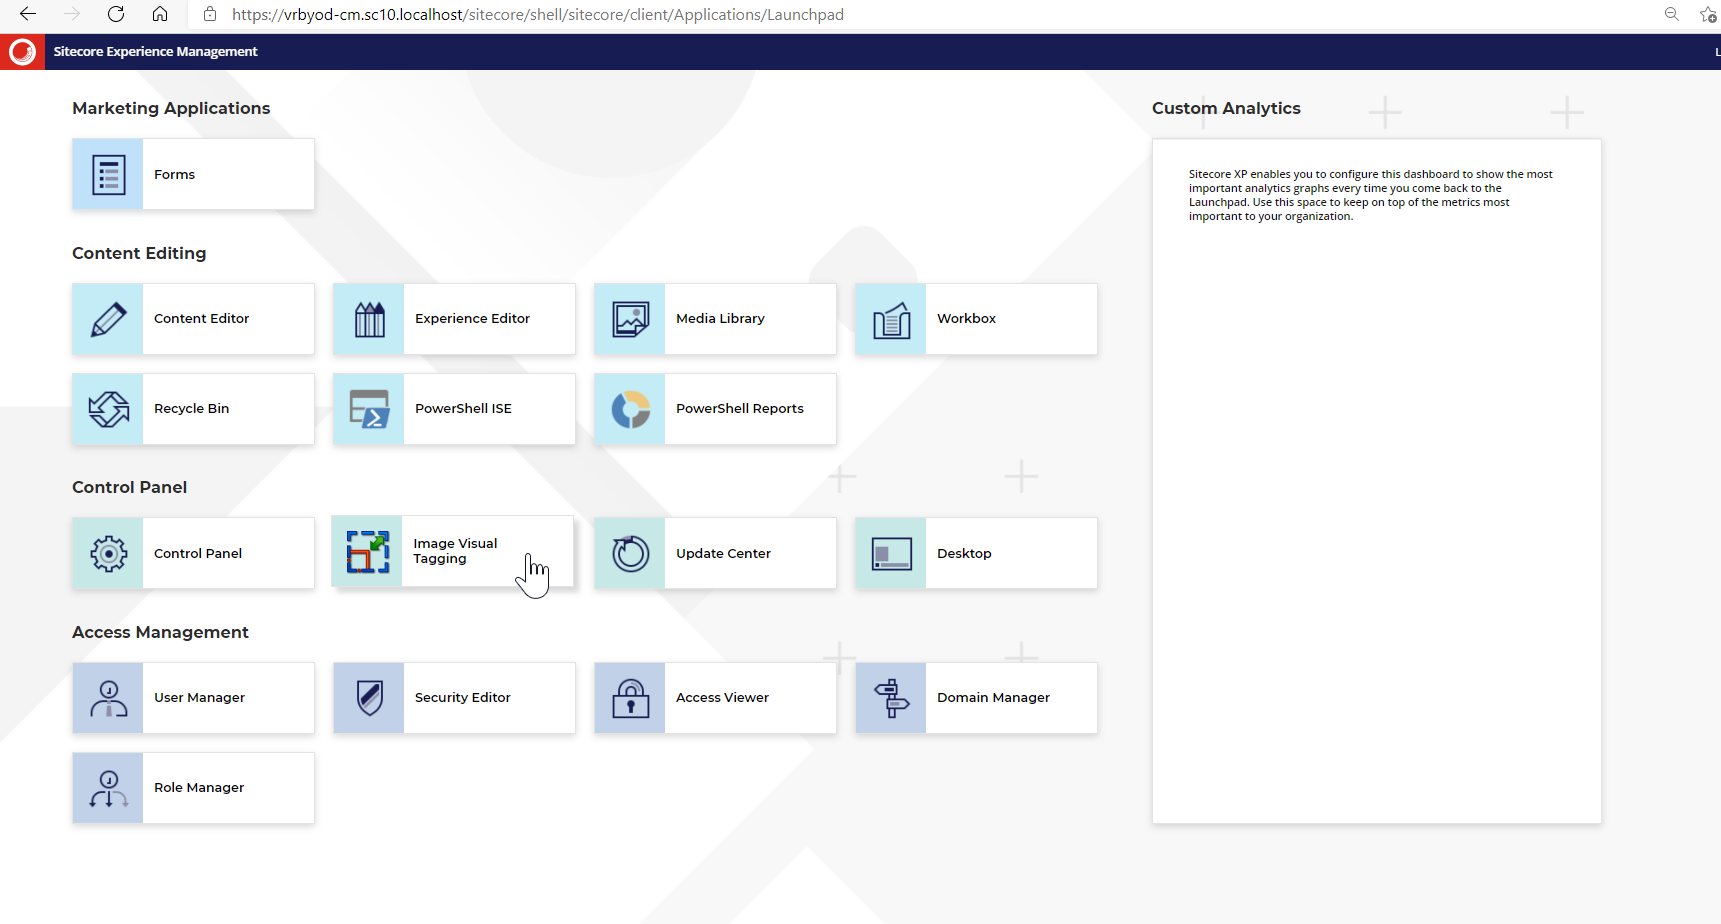 https://vrbyod-cm.sc10.localhost/sitecore/shell/sitecore/client/Applications/Launchpad
Sitecore Experience Management
L
Marketing Applications
Forms
Content Editing
Content Editor
Experience Editor
Media Library
Workbox
Recycle Bin
PowerShell ISE
PowerShell Reports
Control Panel
Control Panel
Image Visual
Tagging
Update Center
Desktop
Access Management
User Manager
Security Editor
Access Viewer
Domain Manager
Role Manager
Custom Analytics
Sitecore XP enables you to configure this dashboard to show the most
important analytics graphs every time you come back to the
Launchpad. Use this space to keep on top of the metrics most
important to your organization.